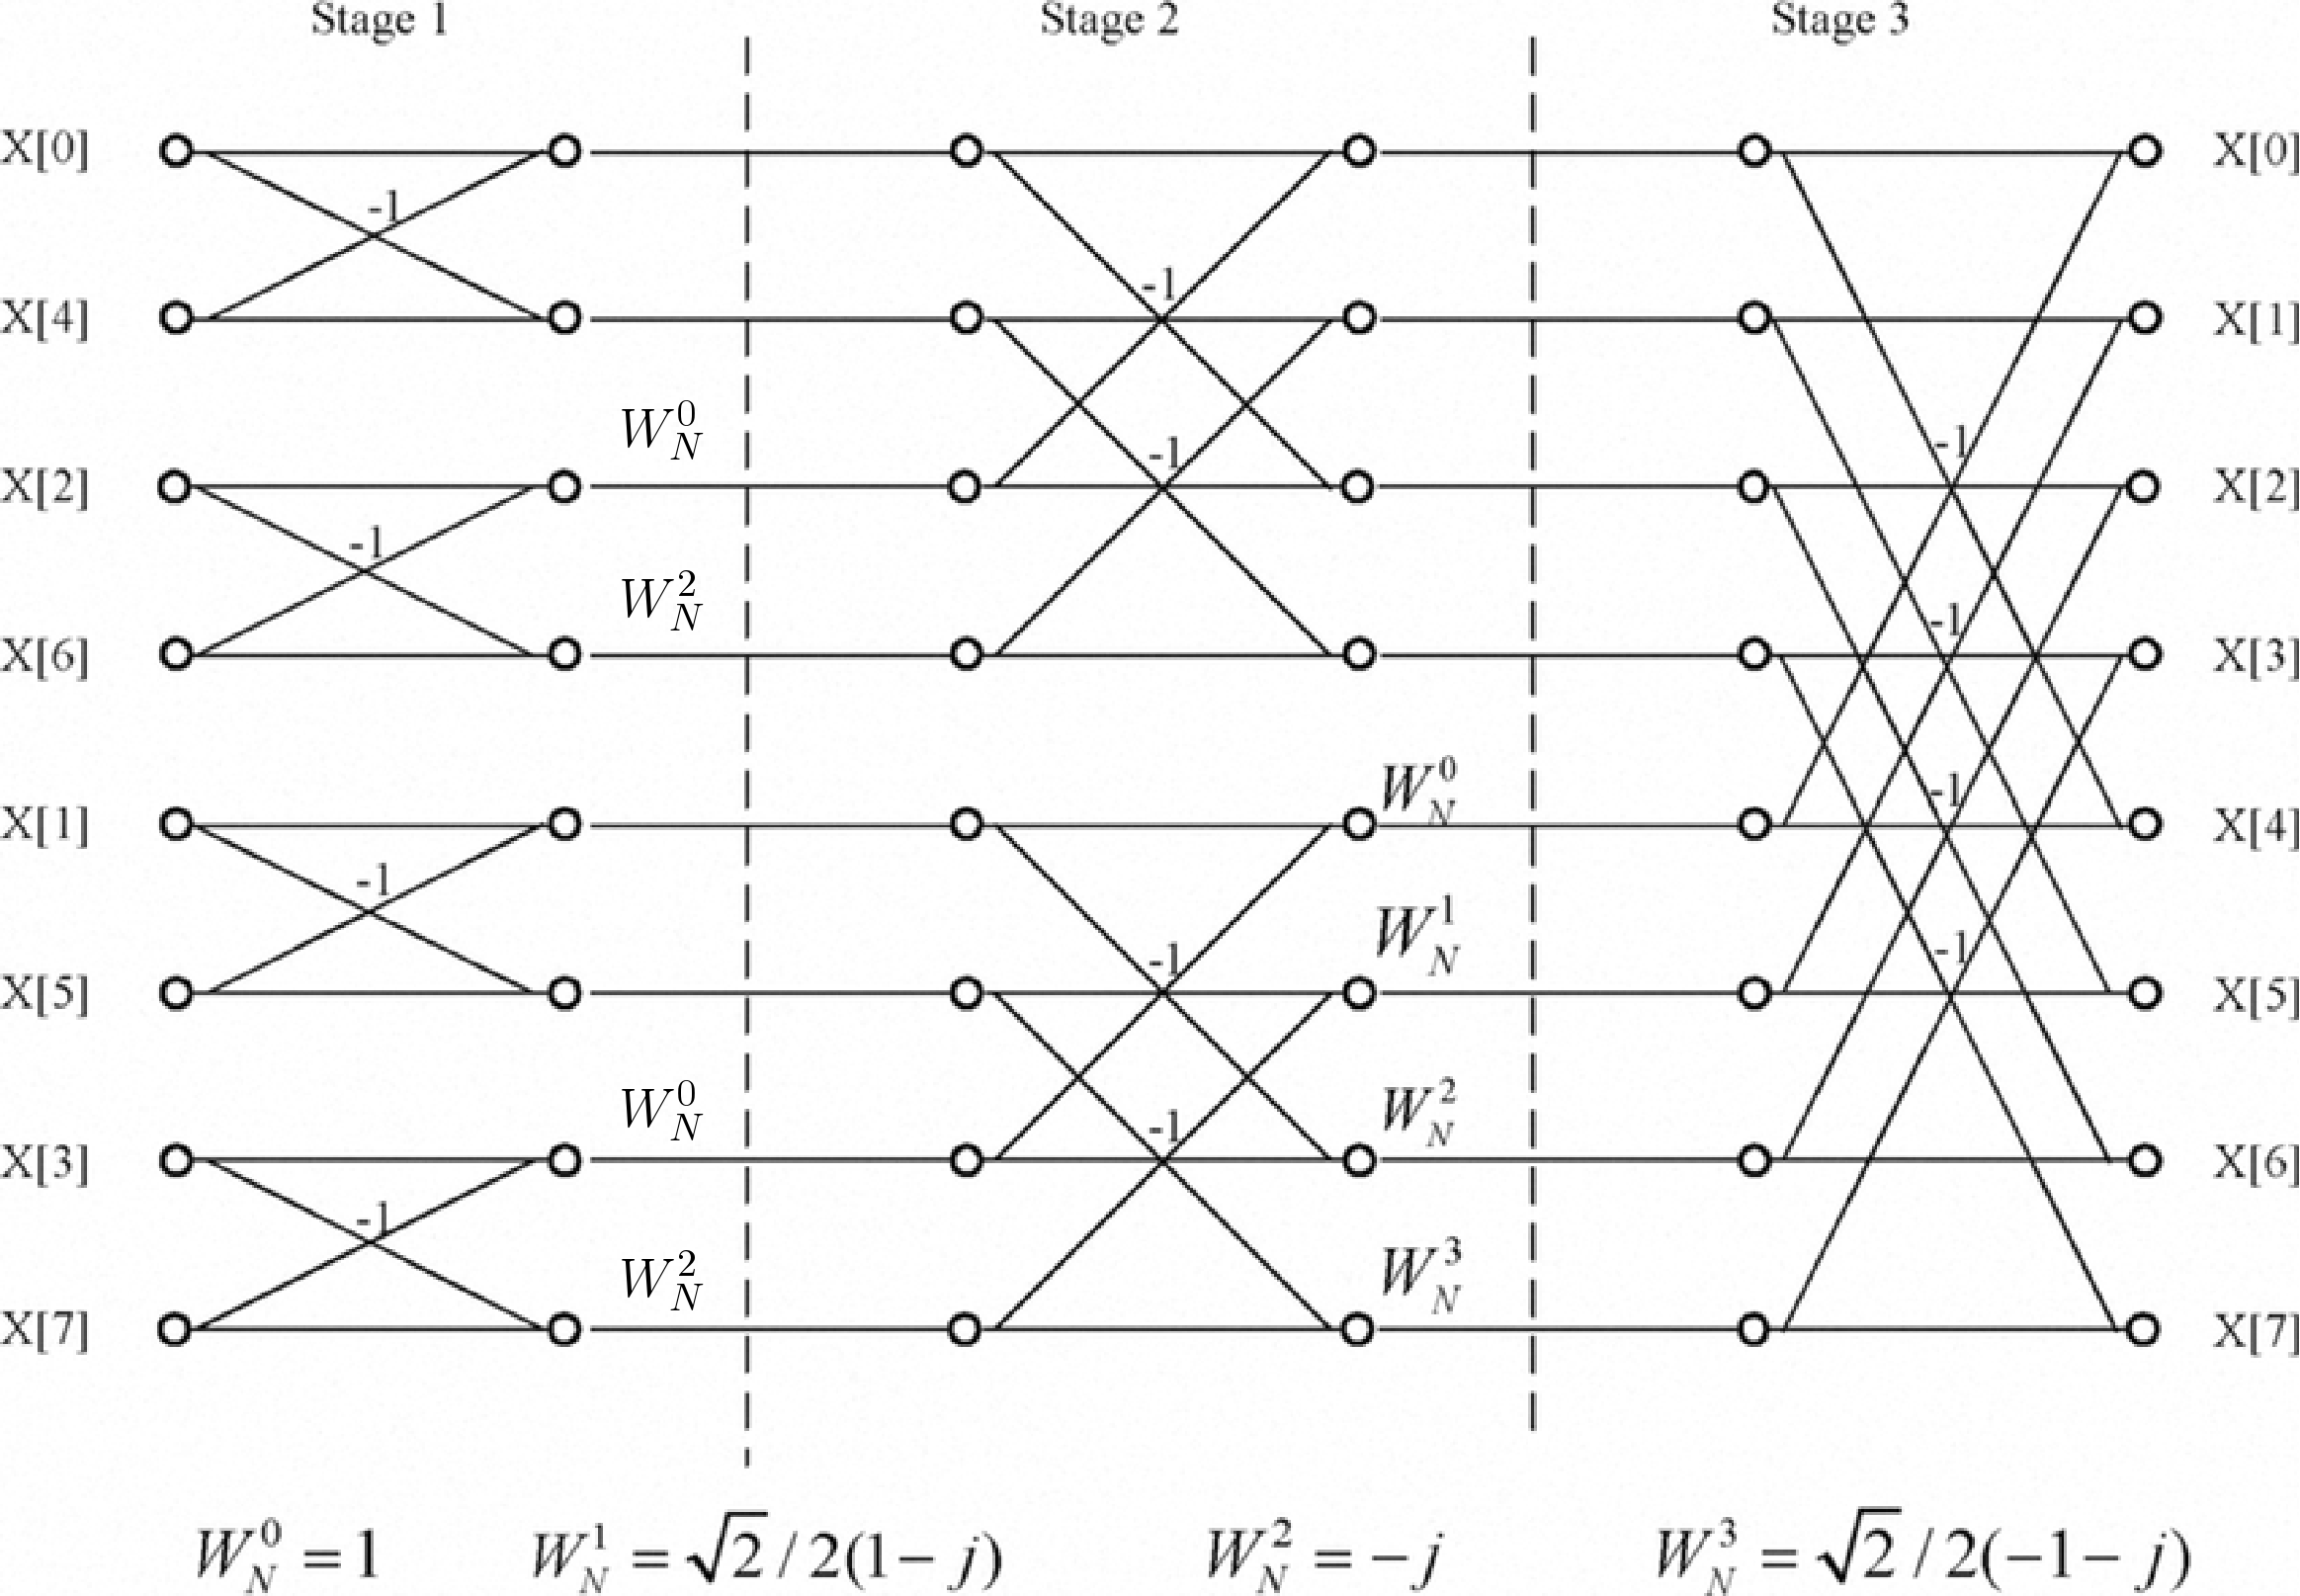 Stage 1 Stage 2 Stage 3
X[0] X[0]
-1
X[4] -1 X[1]
W_N^0 -1 -1
X[2] X[2]
-1
W_N^2 -1
X[6] X[3]
W_N^0 -1
X[1] X[4]
-1
W_N^1 -1 -1
X[5] X[5]
W_N^0 W_N^2 -1
X[3] X[6]
-1
W_N^2 W_N^3
X[7] X[7]
W_N^0 = 1 W_N^1 = √2 / 2(1 − j) W_N^2 = − j W_N^3 = √2 / 2(−1 − j)